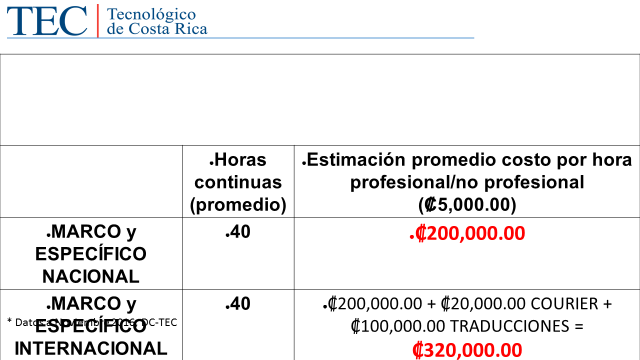 TEC
Tecnológico
de Costa Rica
•Horas
continuas
(promedio)
•Estimación promedio costo por hora
profesional/no profesional
(₡5,000.00)
•MARCO y
ESPECÍFICO
NACIONAL
•40
•₡200,000.00
•MARCO y
ESPECÍFICO
INTERNACIONAL
•40
•₡200,000.00 + ₡20,000.00 COURIER +
₡100,000.00 TRADUCCIONES =
₡320,000.00
* Datos a 2016, DC-TEC